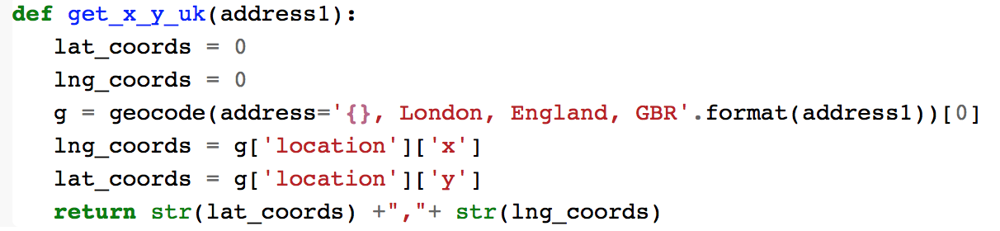 def get_x_y_uk(address1):
   lat_coords = 0
   lng_coords = 0
   g = geocode(address='{}, London, England, GBR'.format(address1))[0]
   lng_coords = g['location']['x']
   lat_coords = g['location']['y']
   return str(lat_coords) +","+ str(lng_coords)